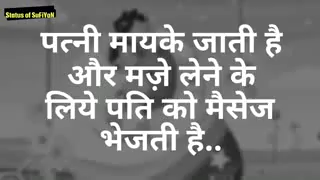 Status of SoFiYaN
पत्नी मायके जाती है
और मज़े लेने के
लिये पति को मैसेज
भेजती है..